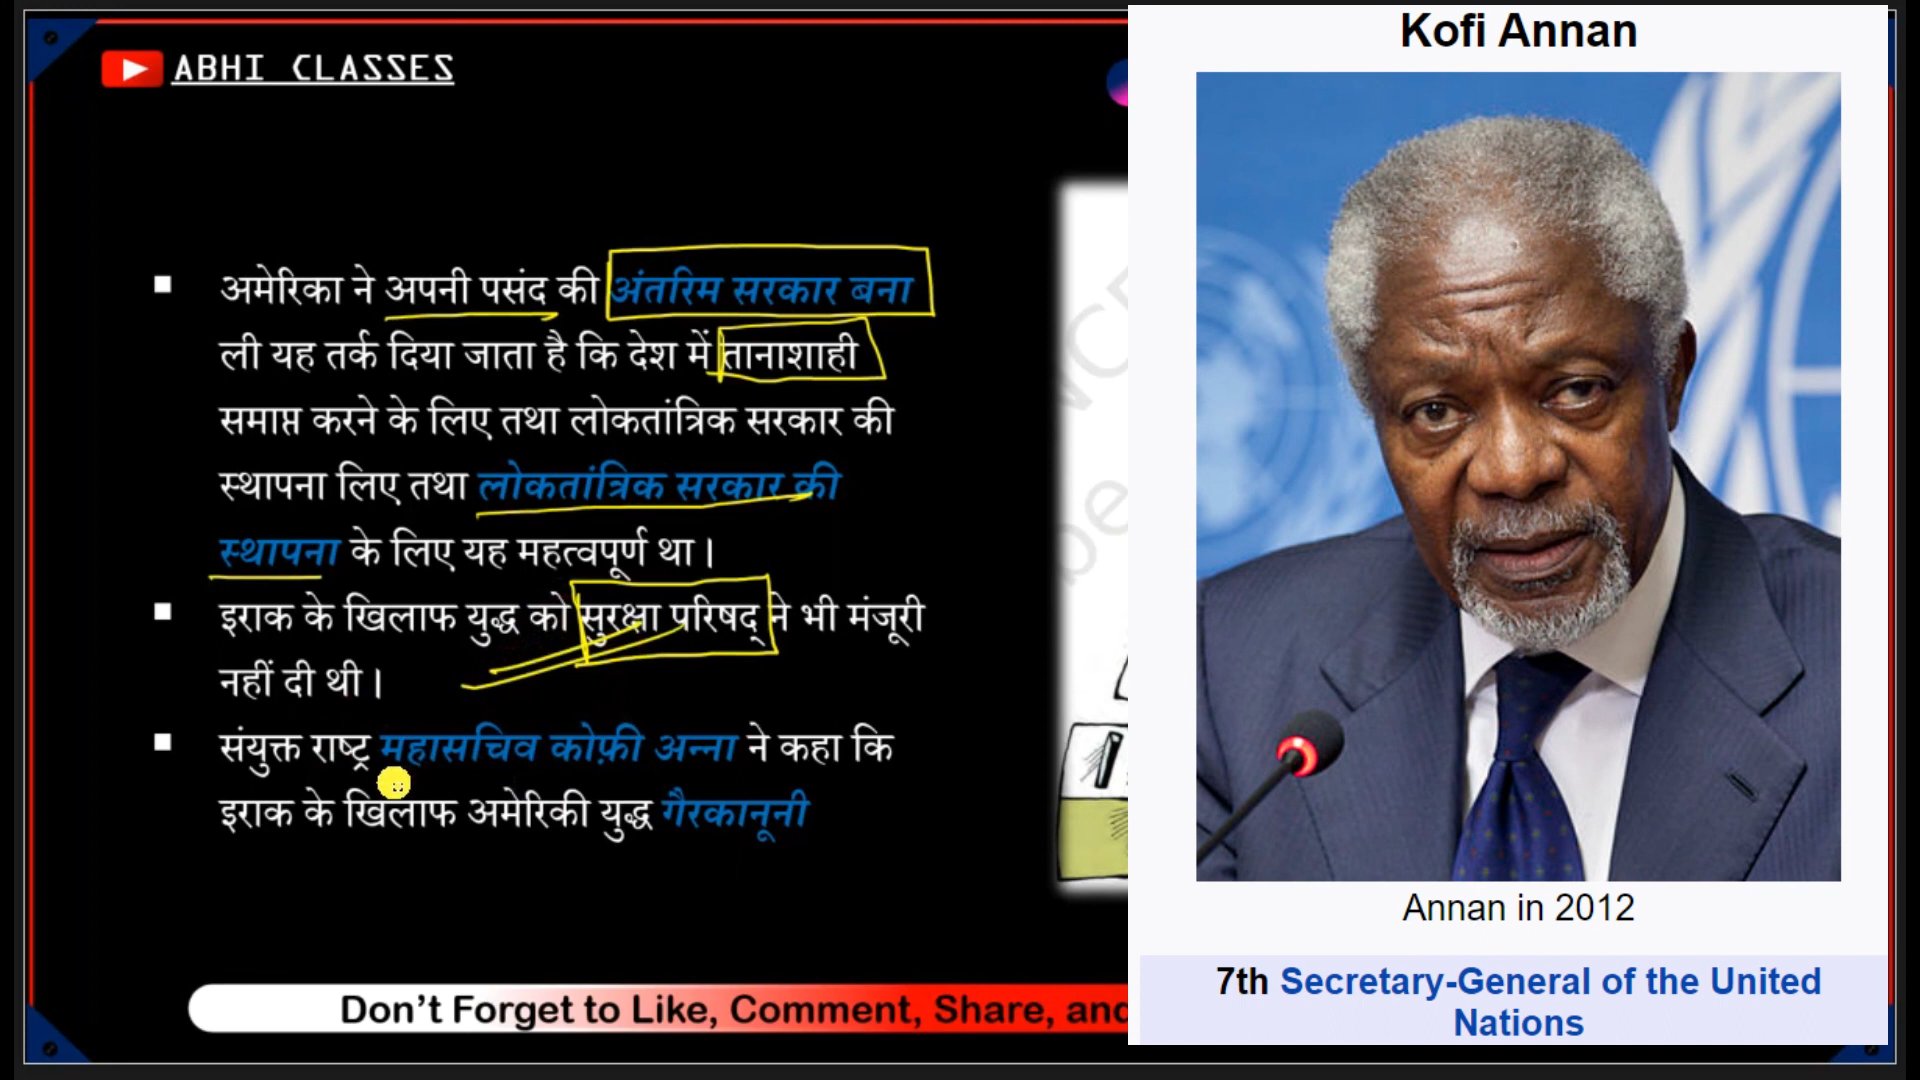 ABHI CLASSES
अमेरिका ने अपनी पसंद की अंतरिम सरकार बना
ली यह तर्क दिया जाता है कि देश में तानाशाही
समाप्त करने के लिए तथा लोकतांत्रिक सरकार की
स्थापना लिए तथा लोकतांत्रिक सरकार की
स्थापना के लिए यह महत्वपूर्ण था।
इराक के खिलाफ युद्ध को सुरक्षा परिषद् ने भी मंजूरी
नहीं दी थी।
संयुक्त राष्ट्र महासचिव कोफ़ी अन्ना ने कहा कि
इराक के खिलाफ अमेरिकी युद्ध गैरकानूनी
Don't Forget to Like, Comment, Share, and
Kofi Annan
Annan in 2012
7th Secretary-General of the United
Nations